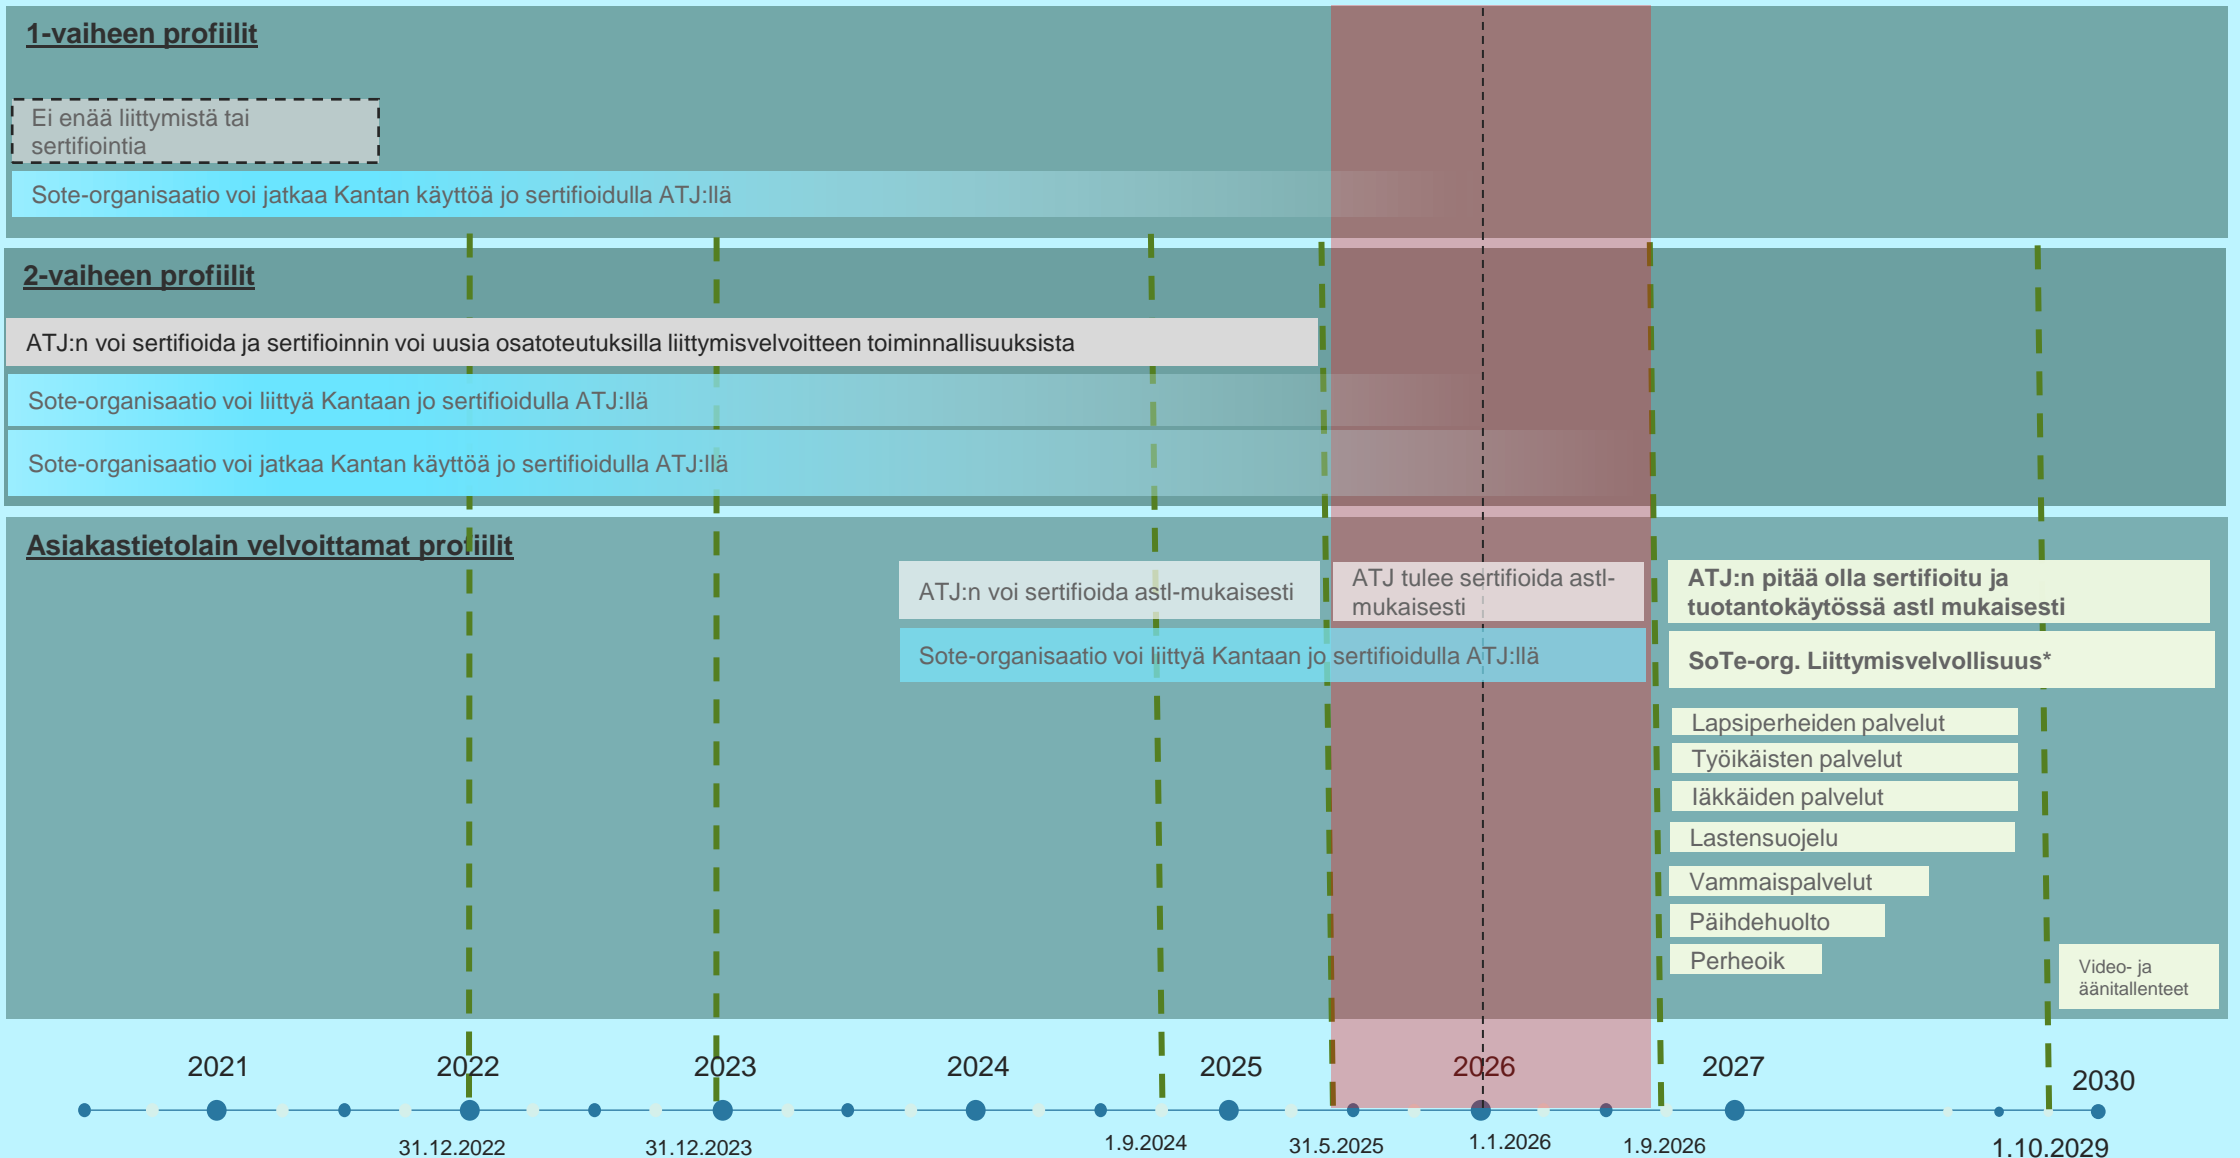 1-vaiheen profiilit
Ei enää liittymistä tai
sertifiointia
Sote-organisaatio voi jatkaa Kantan käyttöä jo sertifioidulla ATJ:llä
2-vaiheen profiilit
ATJ:n voi sertifioida ja sertifioinnin voi uusia osatoteutuksilla liittymisvelvoitteen toiminnallisuuksista
Sote-organisaatio voi liittyä Kantaan jo sertifioidulla ATJ:llä
Sote-organisaatio voi jatkaa Kantan käyttöä jo sertifioidulla ATJ:llä
Asiakastietolain velvoittamat profiilit
ATJ:n voi sertifioida astl-mukaisesti
ATJ tulee sertifioida astl-
mukaisesti
ATJ:n pitää olla sertifioitu ja
tuotantokäytössä astl mukaisesti
Sote-organisaatio voi liittyä Kantaan jo sertifioidulla ATJ:llä
SoTe-org. Liittymisvelvollisuus*
Lapsiperheiden palvelut
Työikäisten palvelut
Iäkkäiden palvelut
Lastensuojelu
Vammaispalvelut
Päihdehuolto
Perheoik
Video- ja
äänitallenteet
2021
2022
2023
2024
2025
2026
2027
2030
31.12.2022
31.12.2023
1.9.2024
31.5.2025
1.1.2026
1.9.2026
1.10.2029